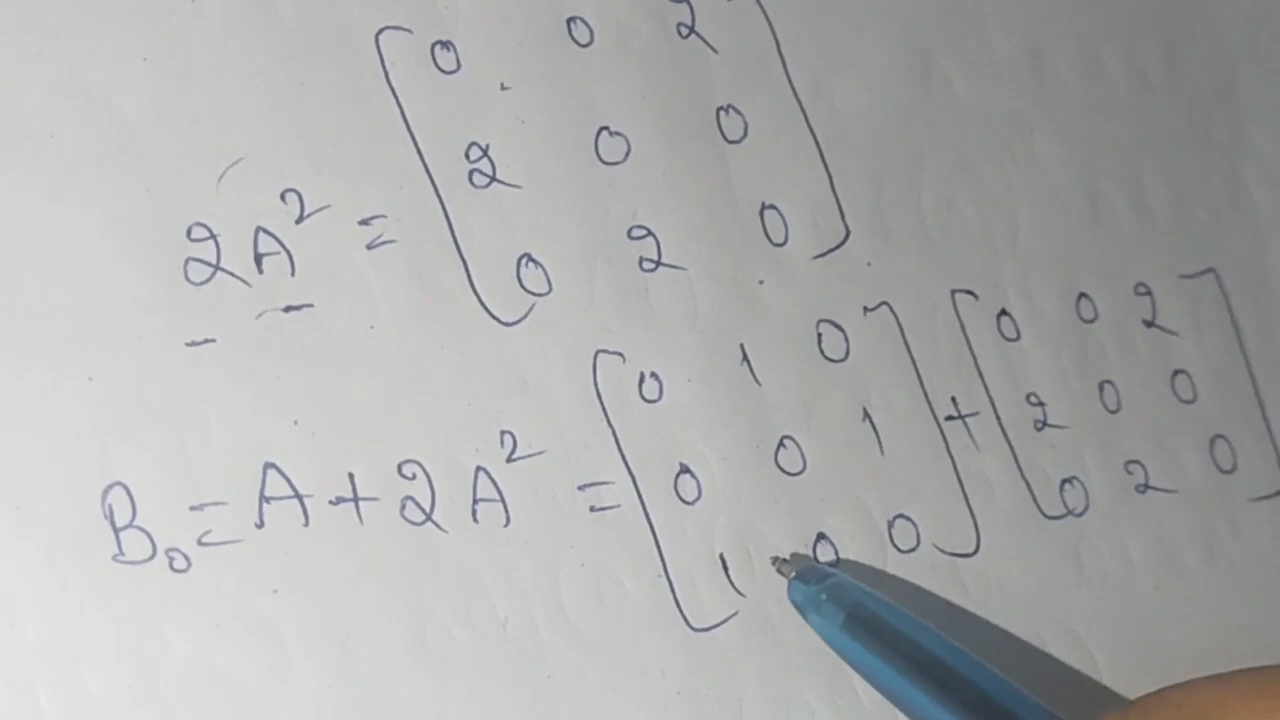 2A² = [0 0 2
2 0 0
0 2 0]
B₀ = A + 2A² = [0 1 0 + [0 0 2
0 0 1 2 0 0
1 0 0] 0 2 0]